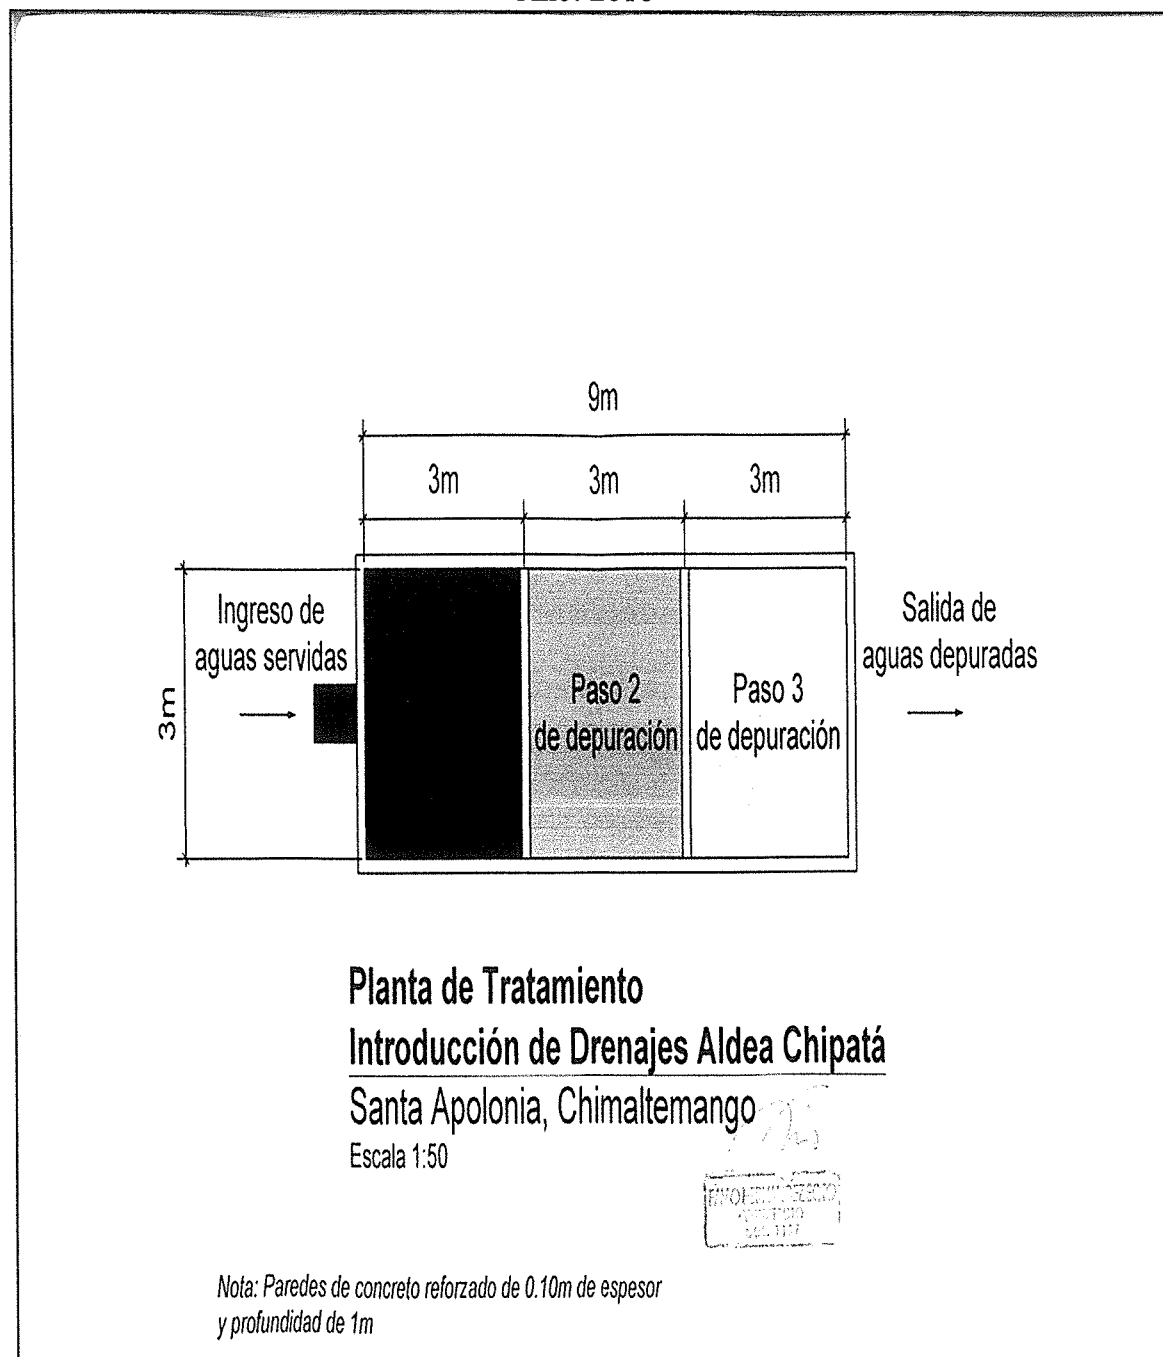 9m
3m 3m 3m
Ingreso de
aguas servidas
3m
Paso 2
de depuración
Paso 3
de depuración
Salida de
aguas depuradas
Planta de Tratamiento
Introducción de Drenajes Aldea Chipatá
Santa Apolonia, Chimaltemango
Escala 1:50
Nota: Paredes de concreto reforzado de 0.10m de espesor
y profundidad de 1m